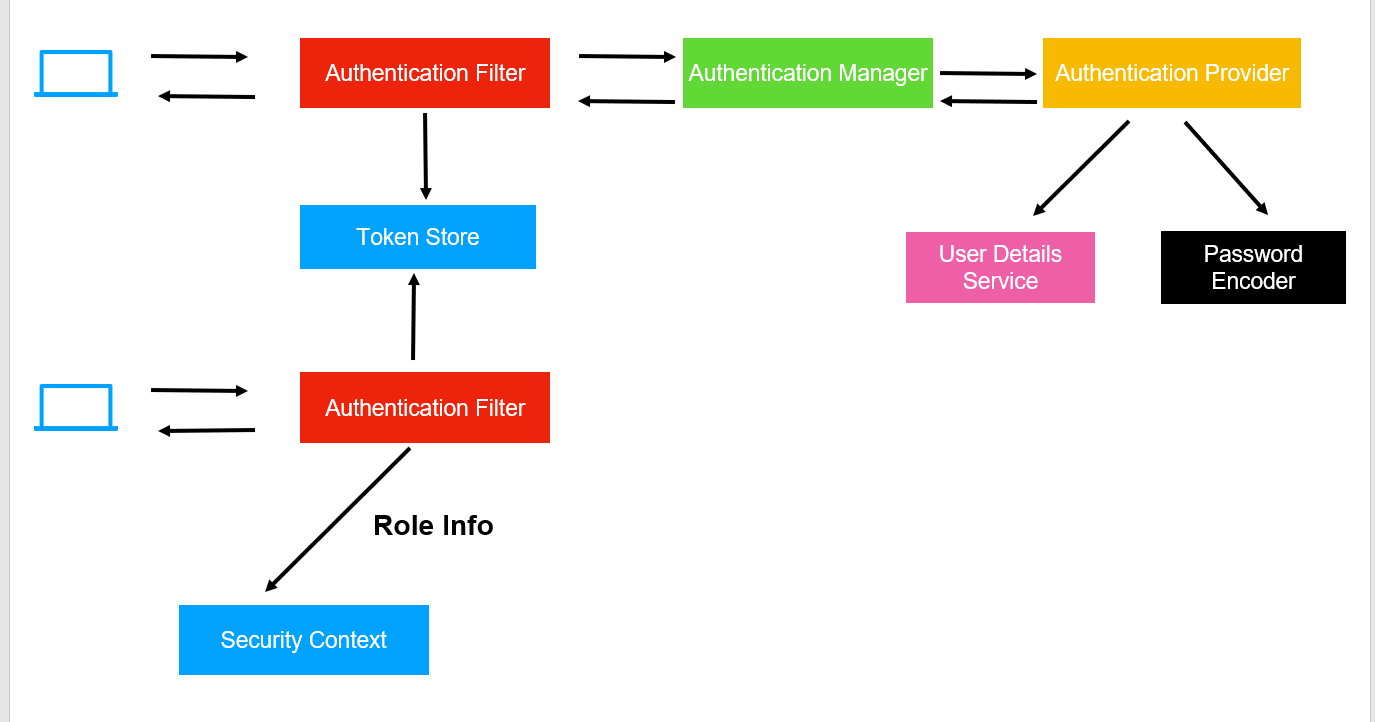 Authentication Filter
Authentication Manager
Authentication Provider
Token Store
User Details
Service
Password
Encoder
Authentication Filter
Role Info
Security Context